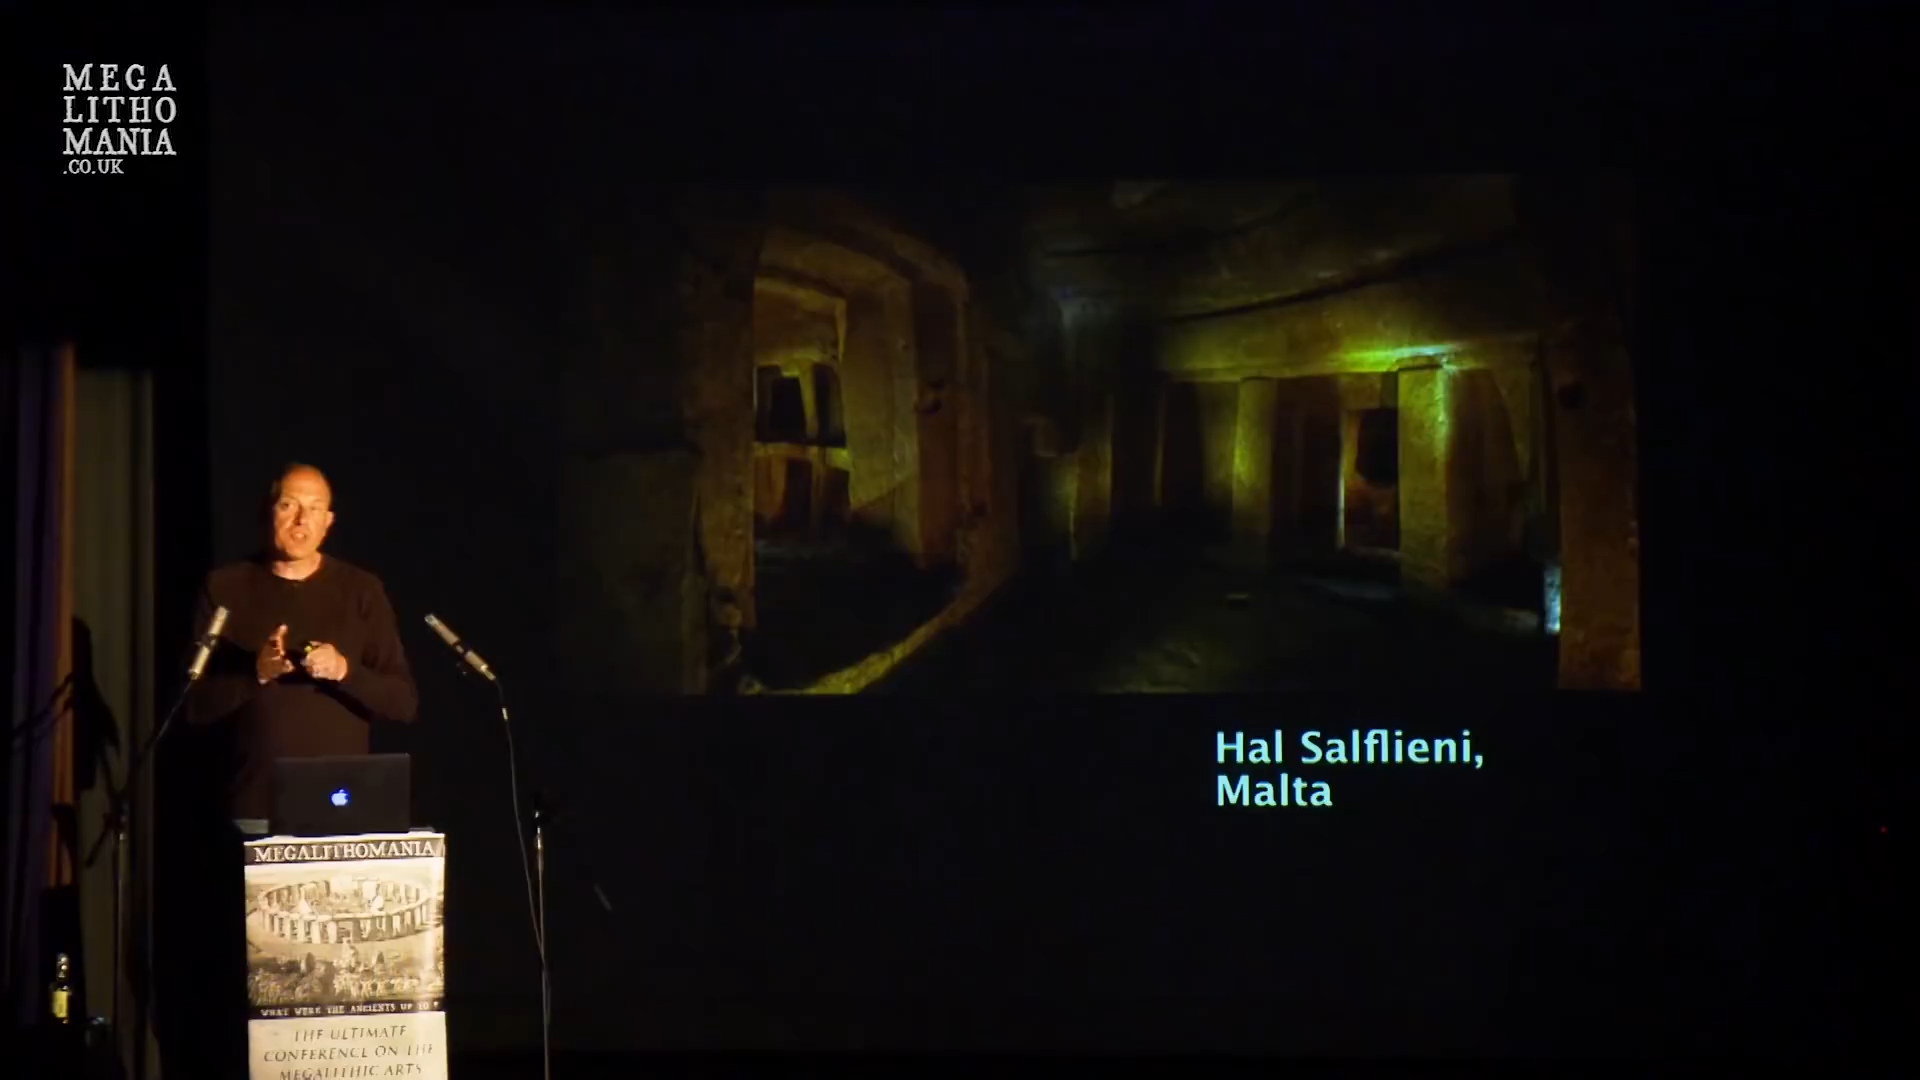 MEGA
LITHO
MANIA
.CO.UK
Hal Salflieni,
Malta
MEGALITHOMANIA
WHAT WERE THE ANCIENTS UP TO ?
THE ULTIMATE
CONFERENCE ON THE
MEGALITHIC ARTS